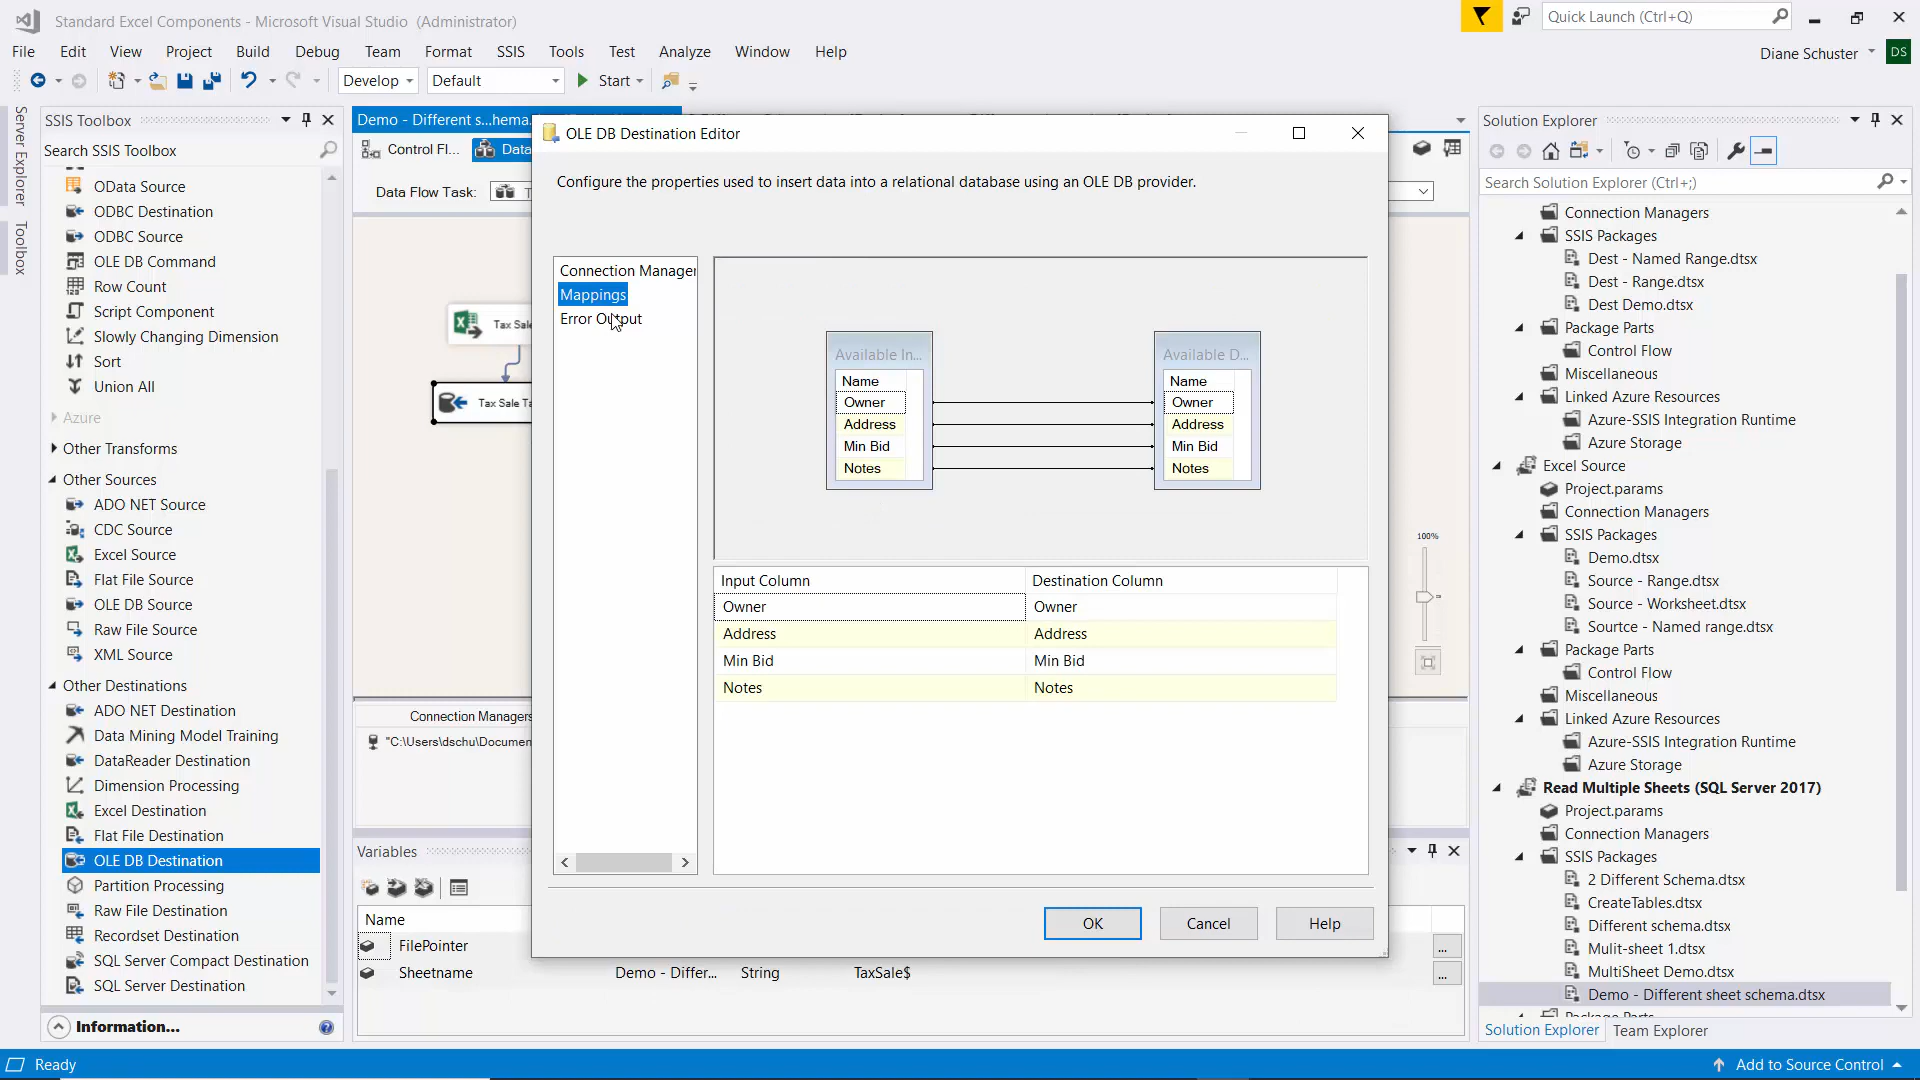 Standard Excel Components - Microsoft Visual Studio (Administrator)
Quick Launch (Ctrl+Q)
File Edit View Project Build Debug Team Format SSIS Tools Test Analyze Window Help
Diane Schuster DS
Develop Default Start
Server Explorer
Toolbox
SSIS Toolbox
Search SSIS Toolbox
OData Source
ODBC Destination
ODBC Source
OLE DB Command
Row Count
Script Component
Slowly Changing Dimension
Sort
Union All
Azure
Other Transforms
Other Sources
ADO NET Source
CDC Source
Excel Source
Flat File Source
OLE DB Source
Raw File Source
XML Source
Other Destinations
ADO NET Destination
Data Mining Model Training
DataReader Destination
Dimension Processing
Excel Destination
Flat File Destination
OLE DB Destination
Partition Processing
Raw File Destination
Recordset Destination
SQL Server Compact Destination
SQL Server Destination
Information...
Demo - Different s...hema.
Control Fl... Data
Data Flow Task:
Tax Sale
Tax Sale Ta
100%
Connection Managers
"C:\Users\dschu\Documen
Variables
Name
FilePointer
Sheetname Demo - Differ... String TaxSale$
...
...
OLE DB Destination Editor
Configure the properties used to insert data into a relational database using an OLE DB provider.
Connection Manager
Mappings
Error Output
Available In...
Name
Owner
Address
Min Bid
Notes
Available D...
Name
Owner
Address
Min Bid
Notes
Input Column Destination Column
Owner Owner
Address Address
Min Bid Min Bid
Notes Notes
OK Cancel Help
Solution Explorer
Search Solution Explorer (Ctrl+;)
Connection Managers
SSIS Packages
Dest - Named Range.dtsx
Dest - Range.dtsx
Dest Demo.dtsx
Package Parts
Control Flow
Miscellaneous
Linked Azure Resources
Azure-SSIS Integration Runtime
Azure Storage
Excel Source
Project.params
Connection Managers
SSIS Packages
Demo.dtsx
Source - Range.dtsx
Source - Worksheet.dtsx
Sourtce - Named range.dtsx
Package Parts
Control Flow
Miscellaneous
Linked Azure Resources
Azure-SSIS Integration Runtime
Azure Storage
Read Multiple Sheets (SQL Server 2017)
Project.params
Connection Managers
SSIS Packages
2 Different Schema.dtsx
CreateTables.dtsx
Different schema.dtsx
Mulit-sheet 1.dtsx
MultiSheet Demo.dtsx
Demo - Different sheet schema.dtsx
Package Parts
Solution Explorer Team Explorer
Ready
Add to Source Control